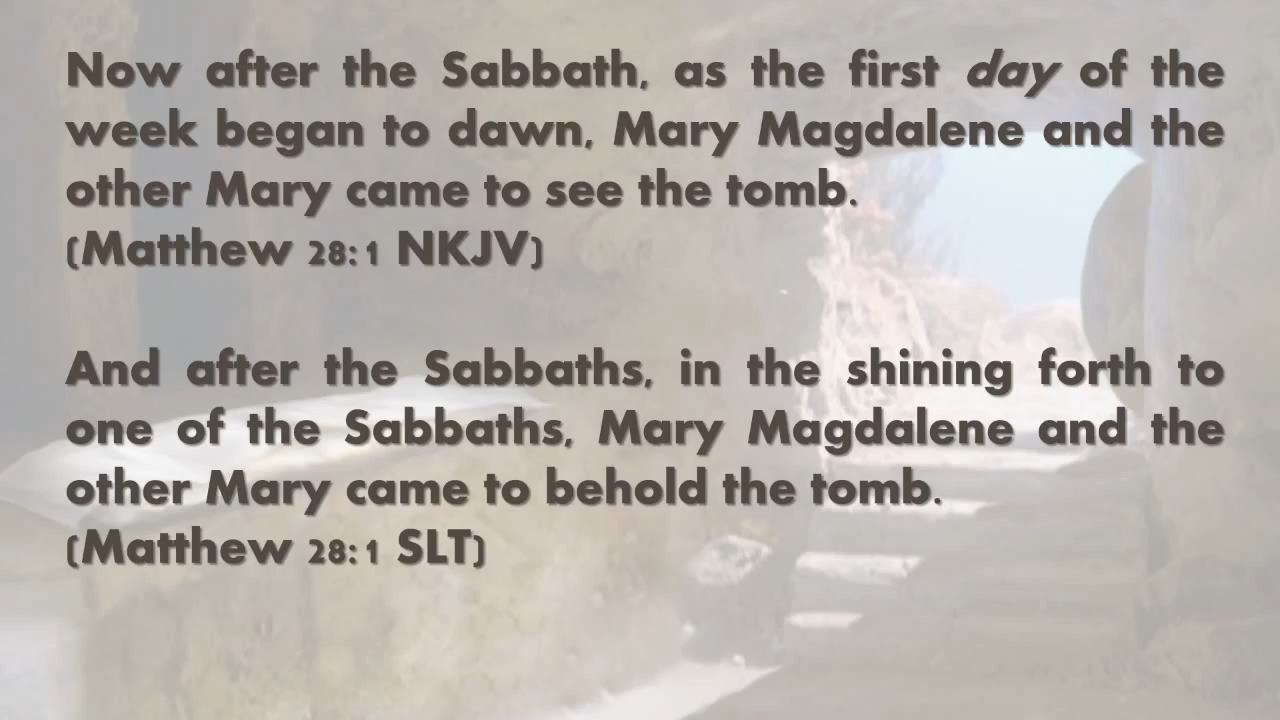 Now after the Sabbath, as the first day of the
week began to dawn, Mary Magdalene and the
other Mary came to see the tomb.
(Matthew 28:1 NKJV)
And after the Sabbaths, in the shining forth to
one of the Sabbaths, Mary Magdalene and the
other Mary came to behold the tomb.
(Matthew 28:1 SLT)